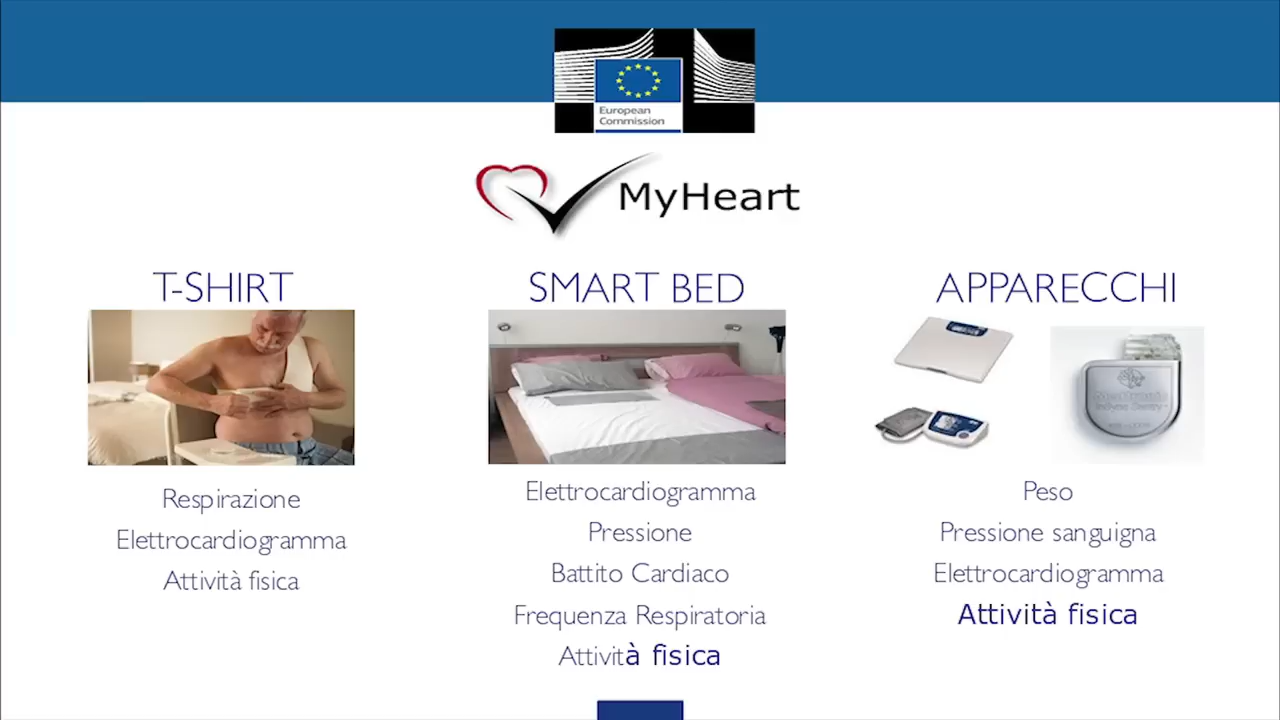 European
Commission
MyHeart
T-SHIRT
SMART BED
APPARECCHI
Respirazione
Elettrocardiogramma
Attività fisica
Elettrocardiogramma
Pressione
Battito Cardiaco
Frequenza Respiratoria
Attività fisica
Peso
Pressione sanguigna
Elettrocardiogramma
Attività fisica